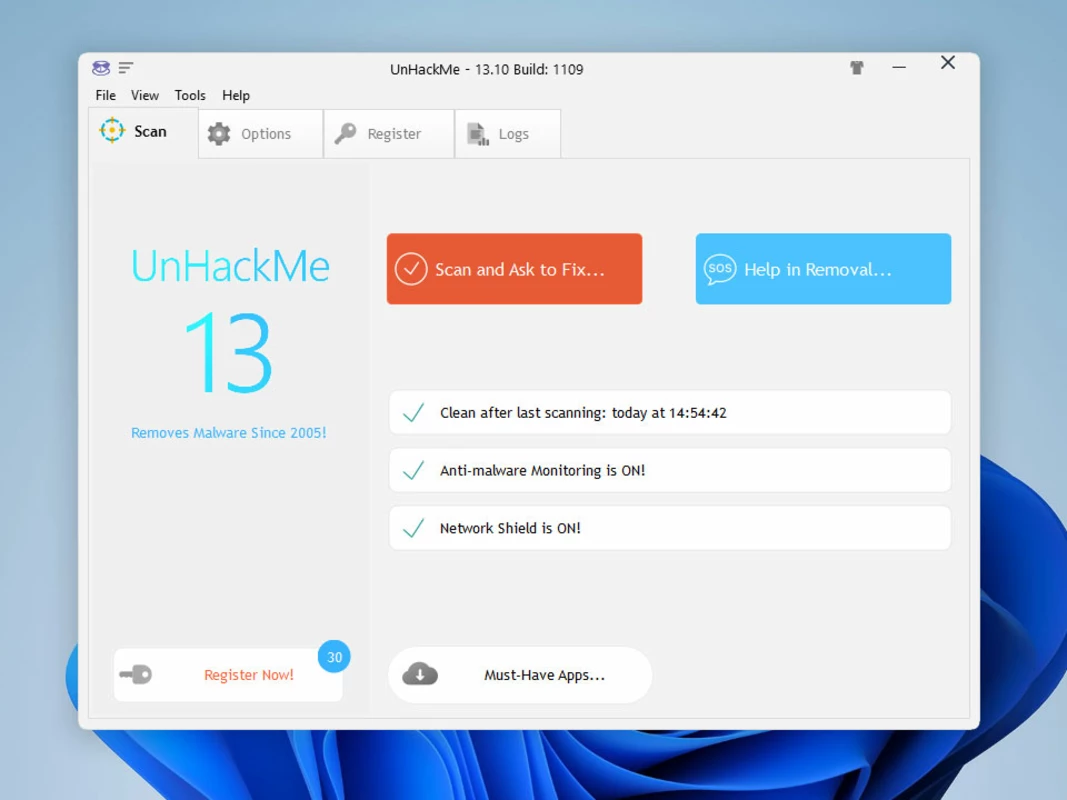 UnHackMe - 13.10 Build: 1109
File View Tools Help
Scan Options Register Logs
UnHackMe
13
Removes Malware Since 2005!
Scan and Ask to Fix...
SOS Help in Removal...
Clean after last scanning: today at 14:54:42
Anti-malware Monitoring is ON!
Network Shield is ON!
30
Register Now!
Must-Have Apps...